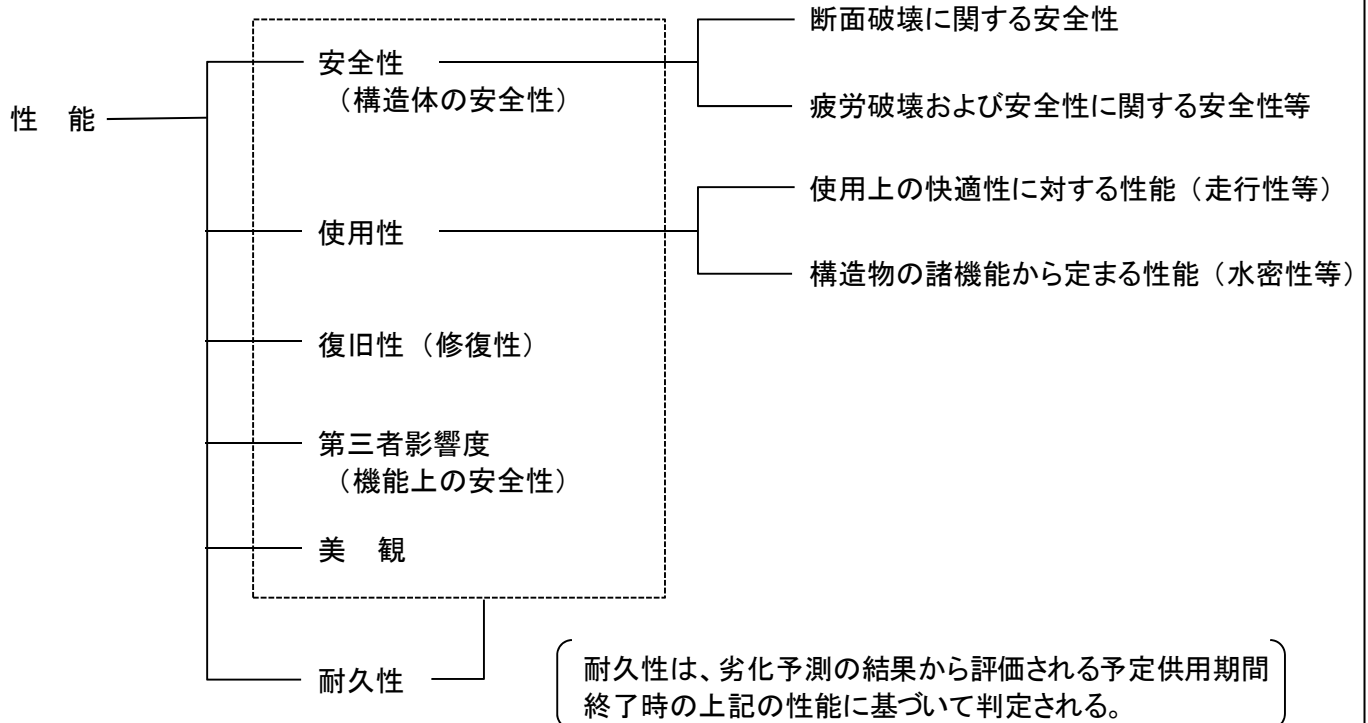 断面破壊に関する安全性
安全性
（構造体の安全性）
性　能
疲労破壊および安全性に関する安全性等
使用上の快適性に対する性能（走行性等）
使用性
構造物の諸機能から定まる性能（水密性等）
復旧性（修復性）
第三者影響度
（機能上の安全性）
美　観
耐久性
耐久性は、劣化予測の結果から評価される予定供用期間
終了時の上記の性能に基づいて判定される。